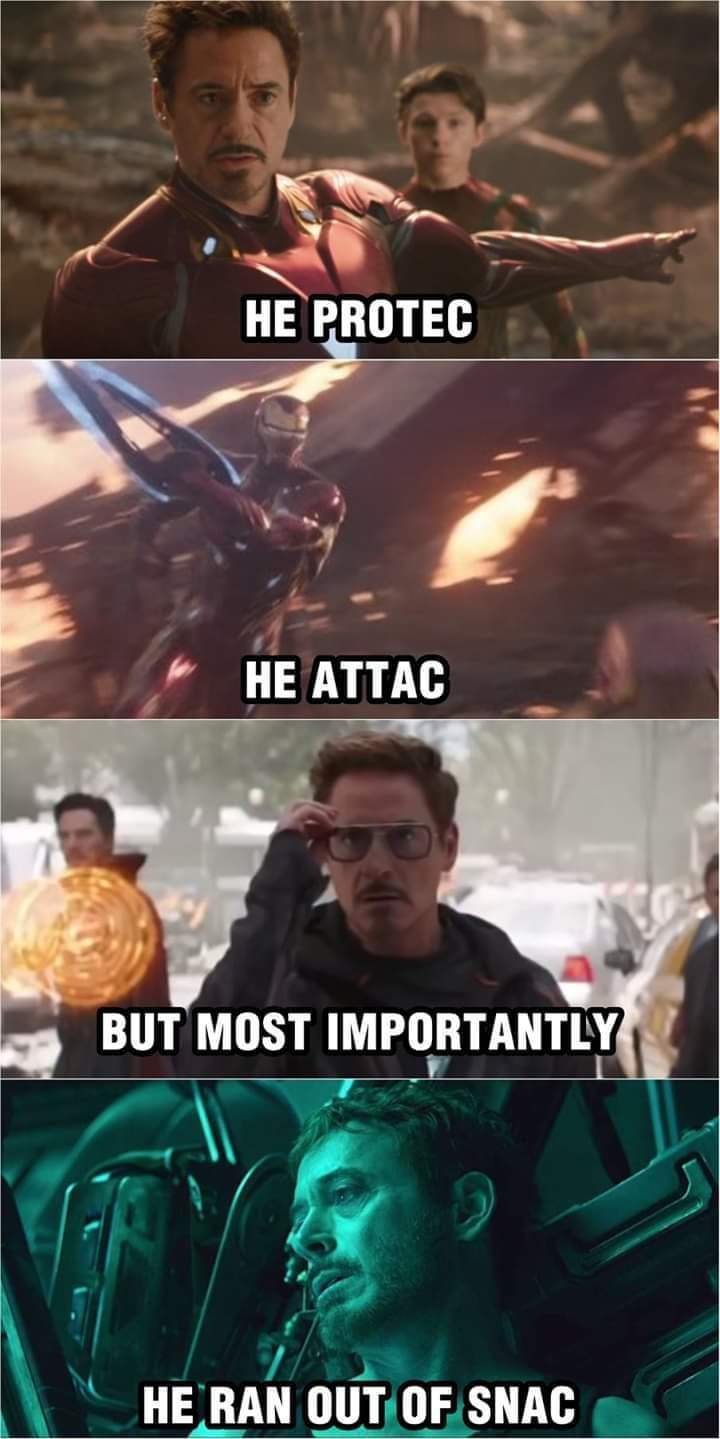 HE PROTEC
HE ATTAC
BUT MOST IMPORTANTLY
HE RAN OUT OF SNAC